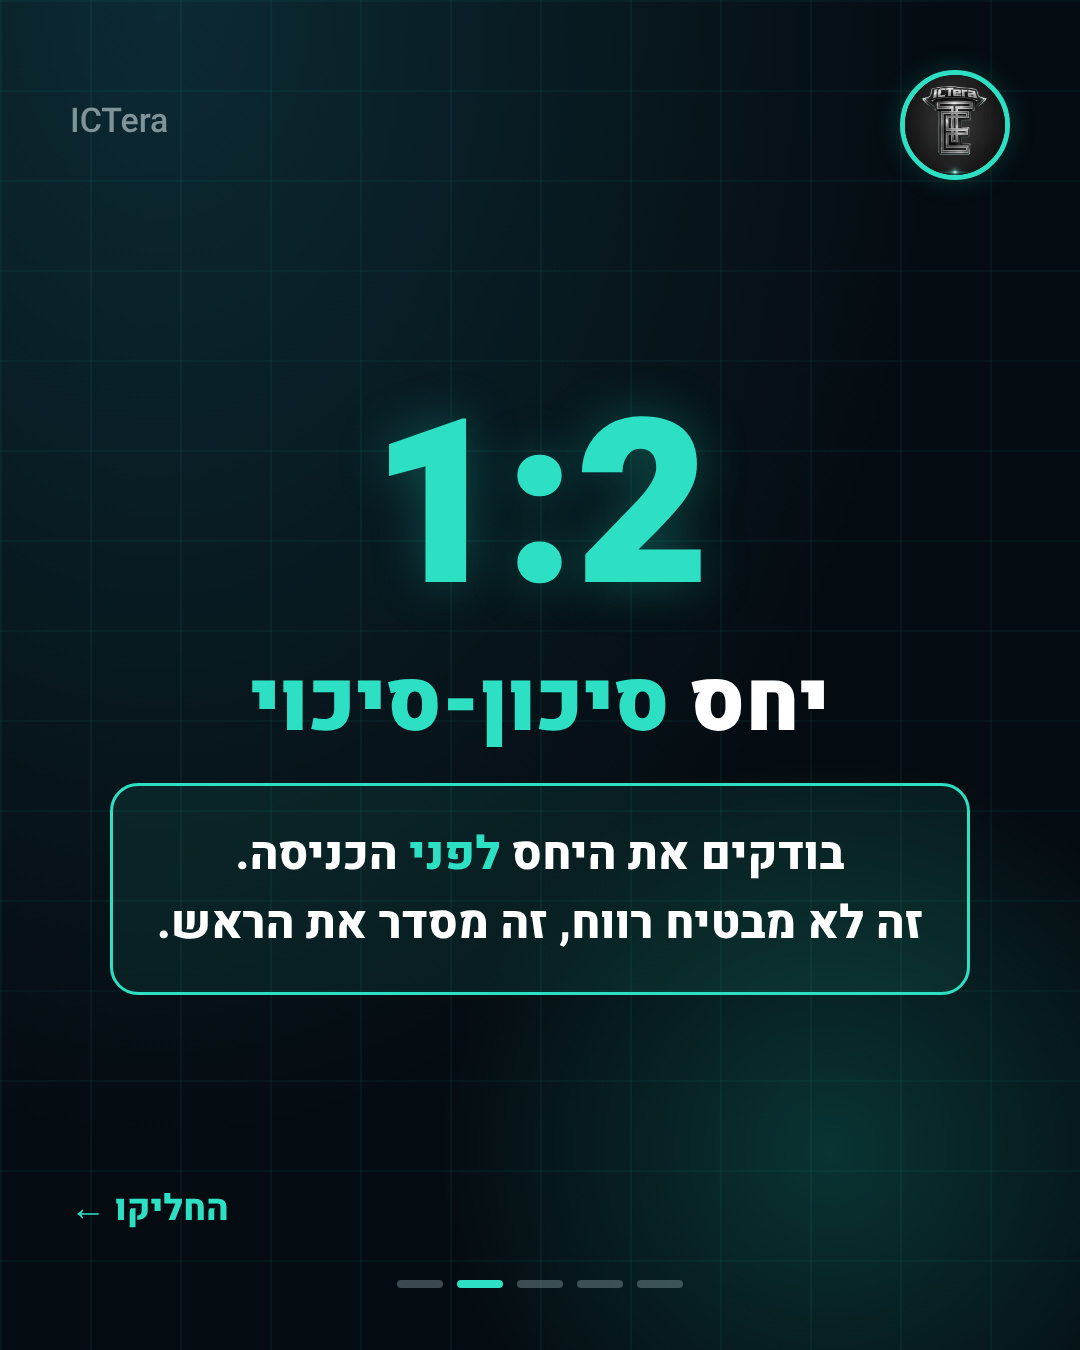 ICTera
ICTera
1:2
יחס סיכון-סיכוי
בודקים את היחס לפני הכניסה.
זה לא מבטיח רווח, זה מסדר את הראש.
החליקו ←